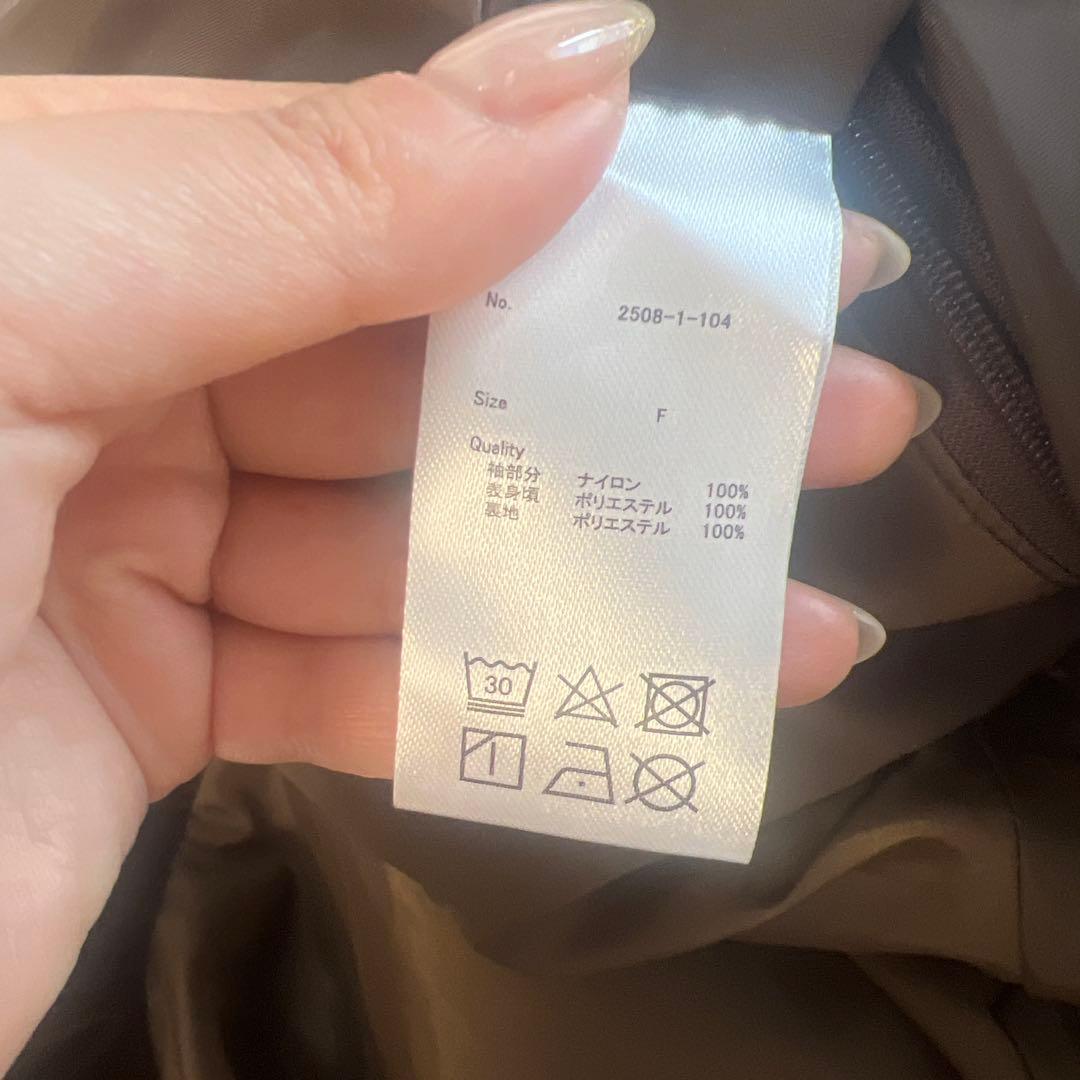 No. 2508-1-104
Size F
Quality
袖部分 ナイロン 100%
表身頃 ポリエステル 100%
裏地 ポリエステル 100%
30